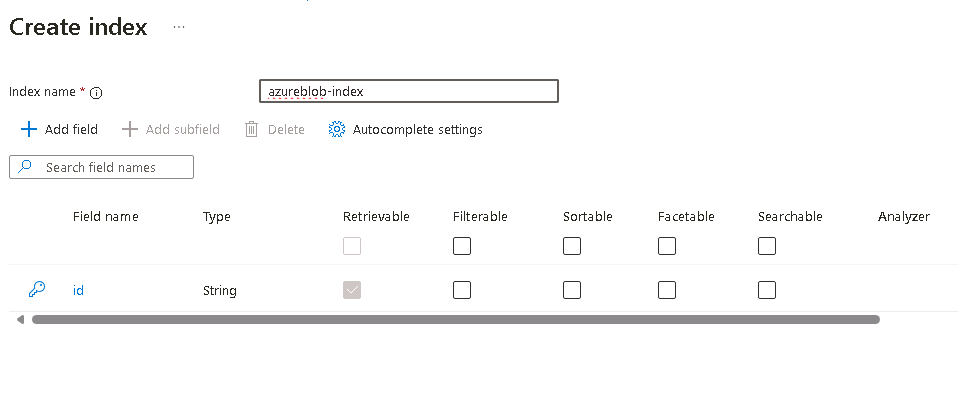 Create index ...
Index name * azureblob-index
Add field Add subfield Delete Autocomplete settings
Search field names
Field name Type Retrievable Filterable Sortable Facetable Searchable Analyzer
id String